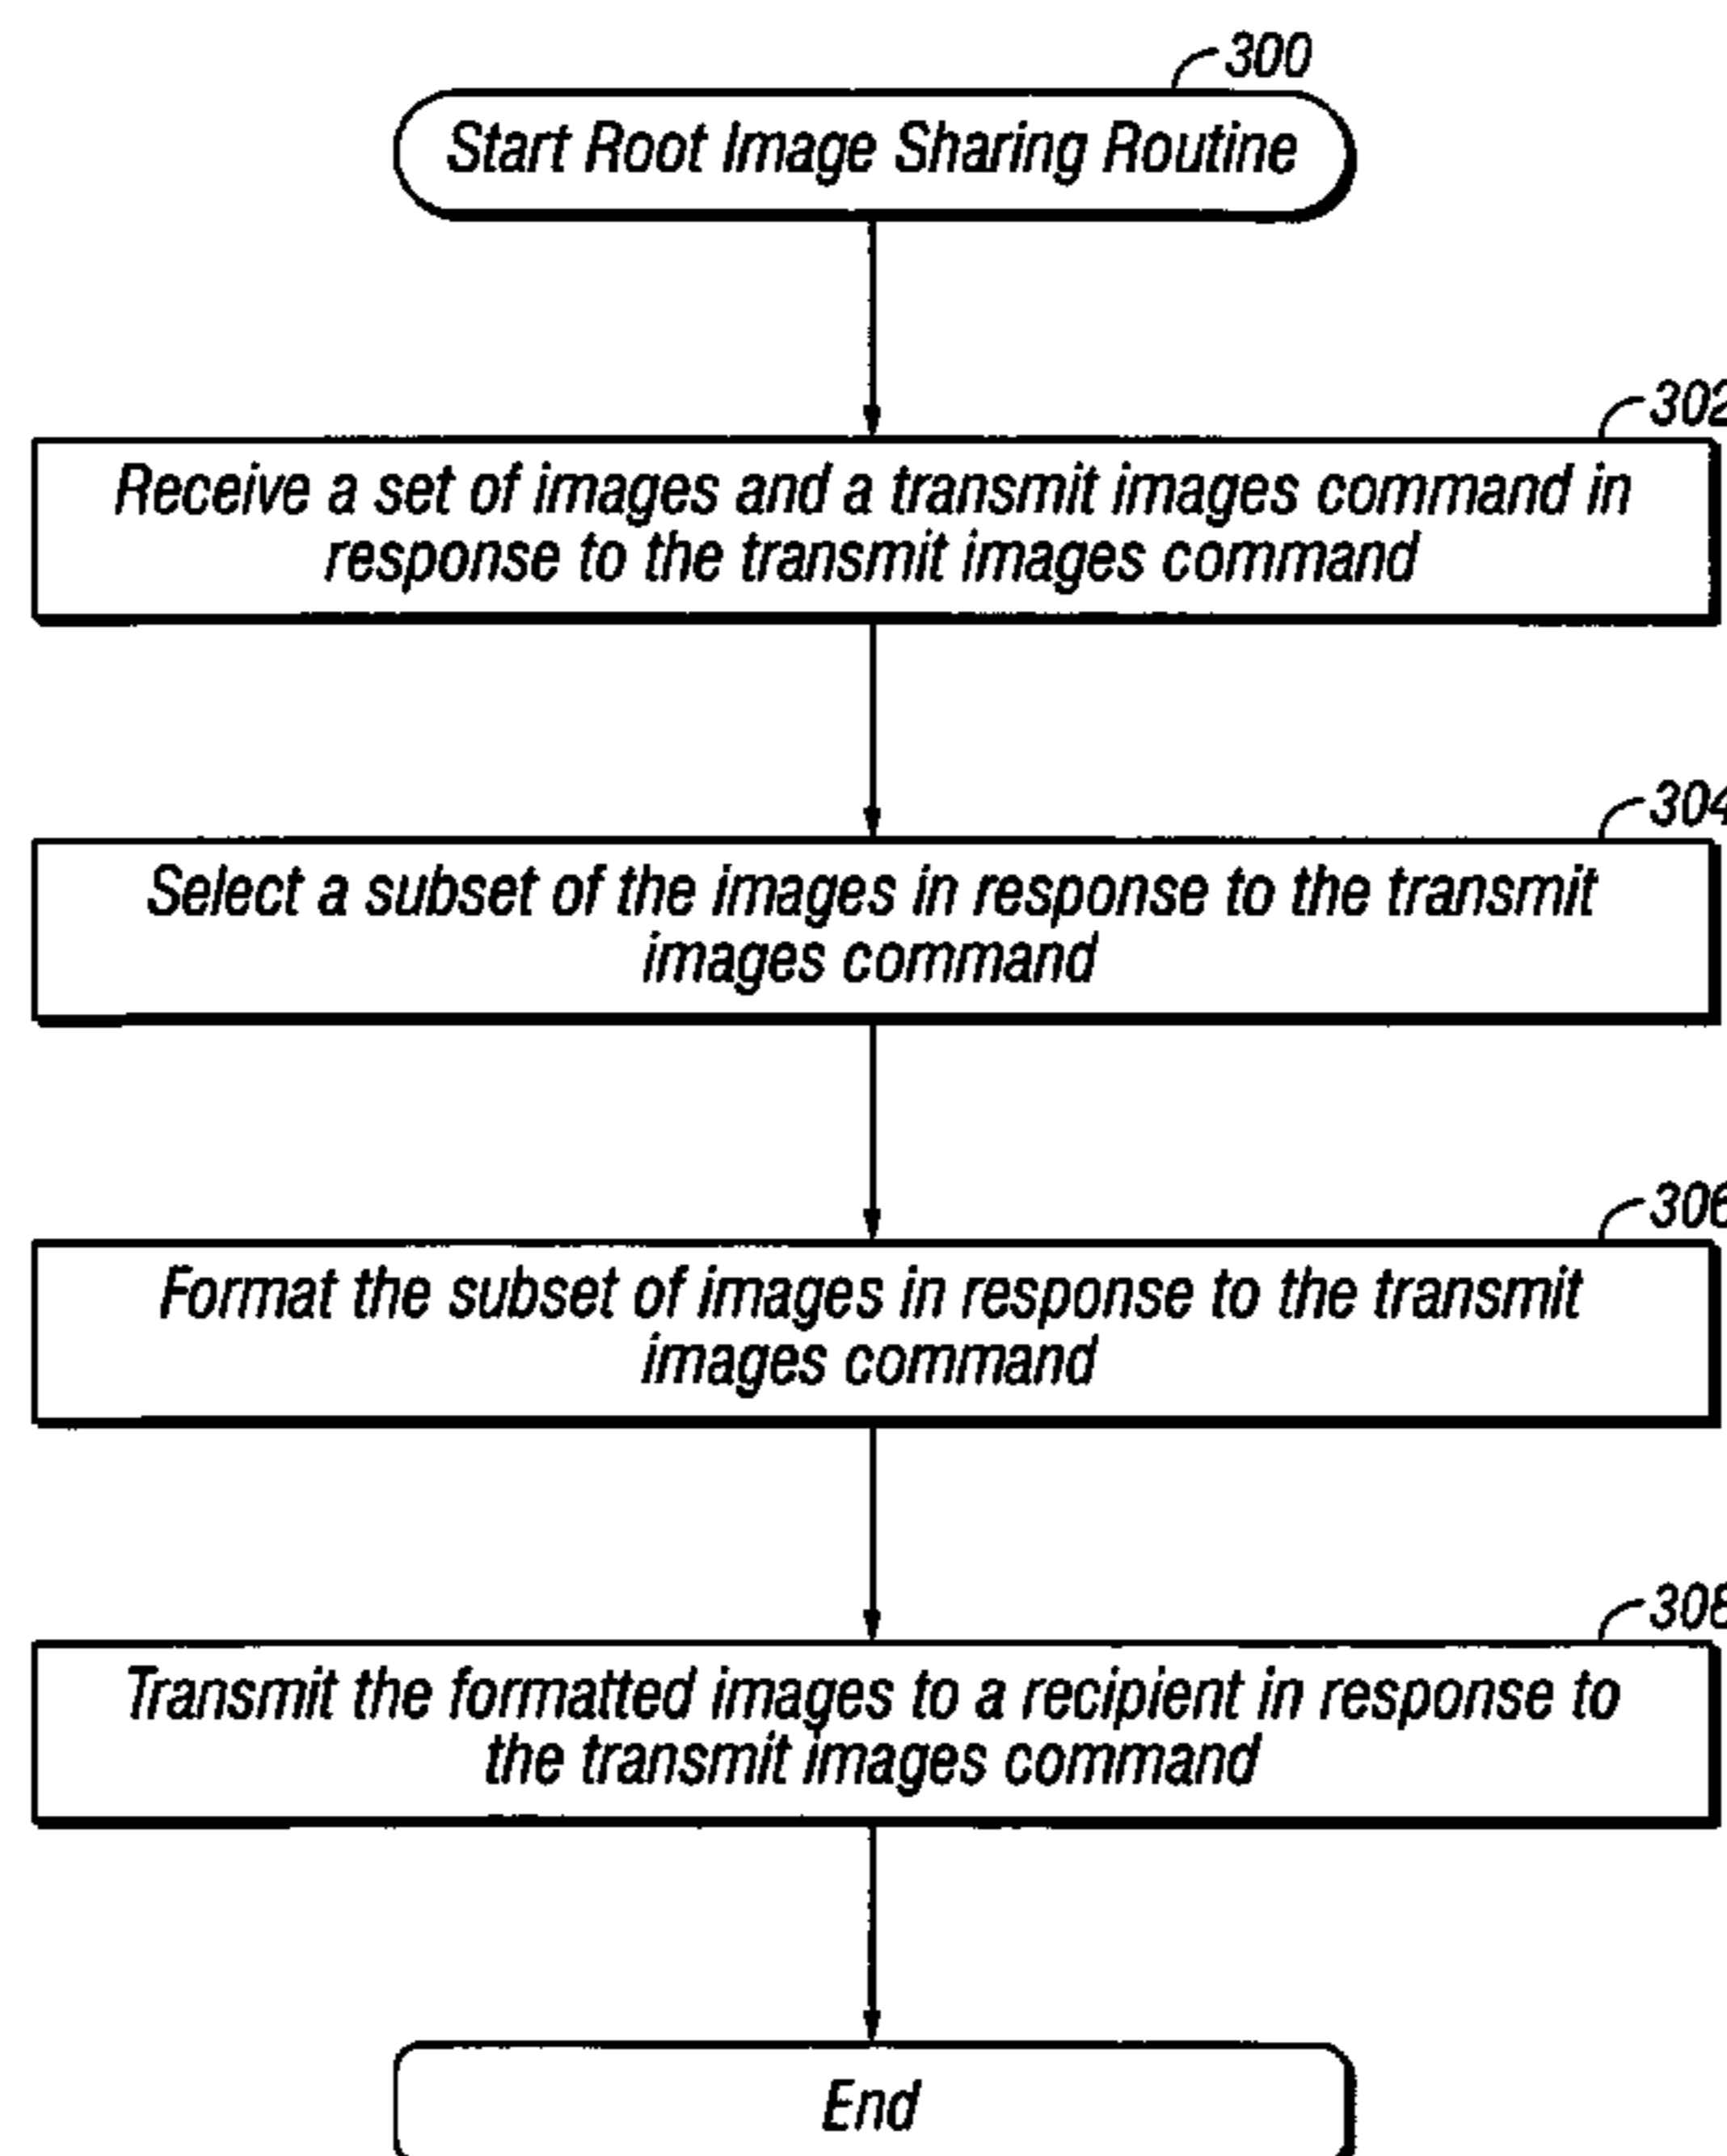 300
Start Root Image Sharing Routine
302
Receive a set of images and a transmit images command in
response to the transmit images command
304
Select a subset of the images in response to the transmit
images command
306
Format the subset of images in response to the transmit
images command
308
Transmit the formatted images to a recipient in response to
the transmit images command
End